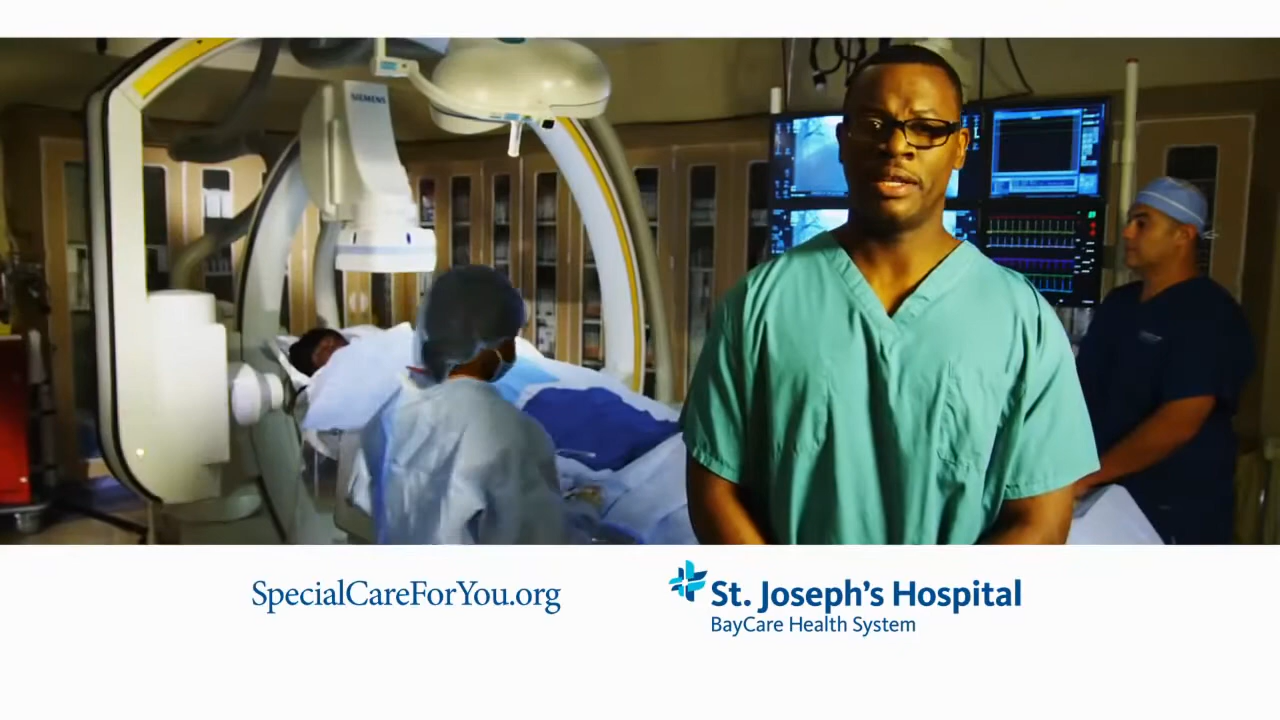 SIEMENS
SpecialCareForYou.org
St. Joseph's Hospital
BayCare Health System